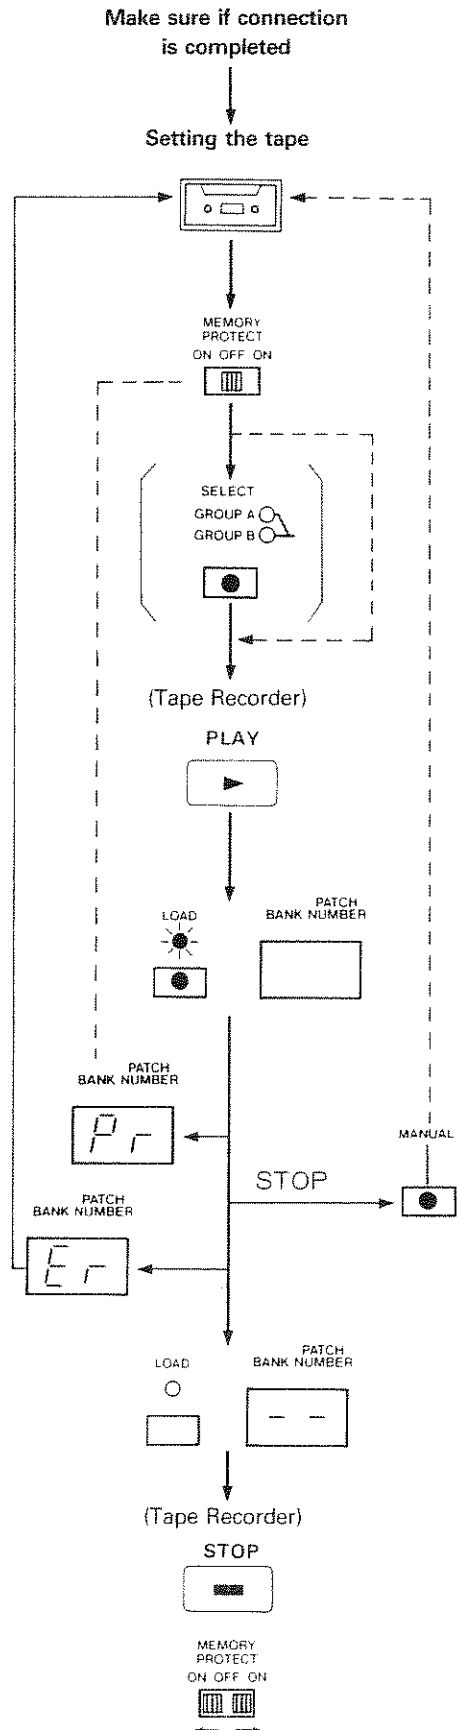 Make sure if connection
is completed
Setting the tape
MEMORY
PROTECT
ON OFF ON
SELECT
GROUP A
GROUP B
(Tape Recorder)
PLAY
LOAD
PATCH
BANK NUMBER
PATCH
BANK NUMBER
Pr
MANUAL
STOP
PATCH
BANK NUMBER
Er
LOAD
PATCH
BANK NUMBER
- -
(Tape Recorder)
STOP
MEMORY
PROTECT
ON OFF ON